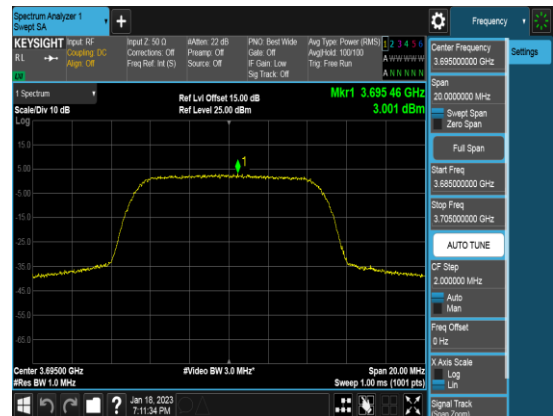 Spectrum Analyzer 1
Swept SA
+
Frequency
KEYSIGHT
Input: RF
Input Z: 50 Ω
#Atten: 22 dB
PNO: Best Wide
Avg Type: Power (RMS)
1 2 3 4 5 6
R L
Coupling: DC
Corrections: Off
Preamp: Off
Gate: Off
Avg|Hold: 100/100
A W W W W W
Align: Off
Freq Ref: Int (S)
Source: Off
IF Gain: Low
Trig: Free Run
Sig Track: Off
A N N N N N
1 Spectrum
Scale/Div 10 dB
Log
Ref Lvl Offset 15.00 dB
Ref Level 25.00 dBm
Mkr1 3.695 46 GHz
3.001 dBm
1
15.0
5.00
-5.00
-15.0
-25.0
-35.0
-45.0
-55.0
-65.0
Center 3.69500 GHz
#Video BW 3.0 MHz*
Span 20.00 MHz
#Res BW 1.0 MHz
Sweep 1.00 ms (1001 pts)
Jan 18, 2023
7:11:34 PM
?
Center Frequency
3.695000000 GHz
Settings
Span
20.0000000 MHz
Swept Span
Zero Span
Full Span
Start Freq
3.685000000 GHz
Stop Freq
3.705000000 GHz
AUTO TUNE
CF Step
2.000000 MHz
Auto
Man
Freq Offset
0 Hz
X Axis Scale
Log
Lin
Signal Track
(Span Zoom)